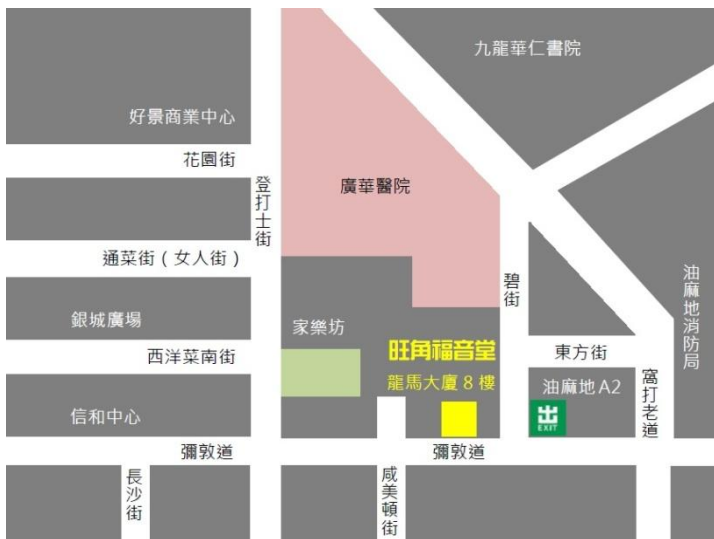 九龍華仁書院
好景商業中心
花園街
登打士街
廣華醫院
通菜街（女人街）
碧街
油麻地消防局
銀城廣場
家樂坊
旺角福音堂
東方街
西洋菜南街
龍馬大廈 8 樓
油麻地 A2
窩打老道
信和中心
出
EXIT
彌敦道
彌敦道
長沙街
咸美頓街